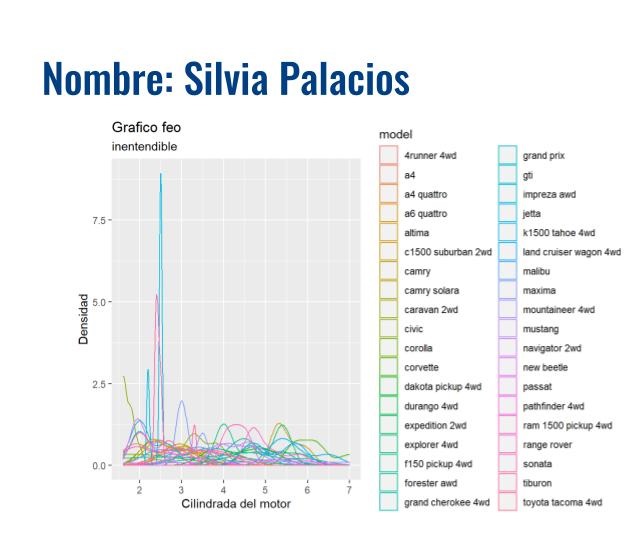 Nombre: Silvia Palacios
Grafico feo
inentendible
Densidad
7.5
5.0
2.5
0.0
2 3 4 5 6 7
Cilindrada del motor
model
4runner 4wd
a4
a4 quattro
a6 quattro
altima
c1500 suburban 2wd
camry
camry solara
caravan 2wd
civic
corolla
corvette
dakota pickup 4wd
durango 4wd
expedition 2wd
explorer 4wd
f150 pickup 4wd
forester awd
grand cherokee 4wd
grand prix
gti
impreza awd
jetta
k1500 tahoe 4wd
land cruiser wagon 4wd
malibu
maxima
mountaineer 4wd
mustang
navigator 2wd
new beetle
passat
pathfinder 4wd
ram 1500 pickup 4wd
range rover
sonata
tiburon
toyota tacoma 4wd